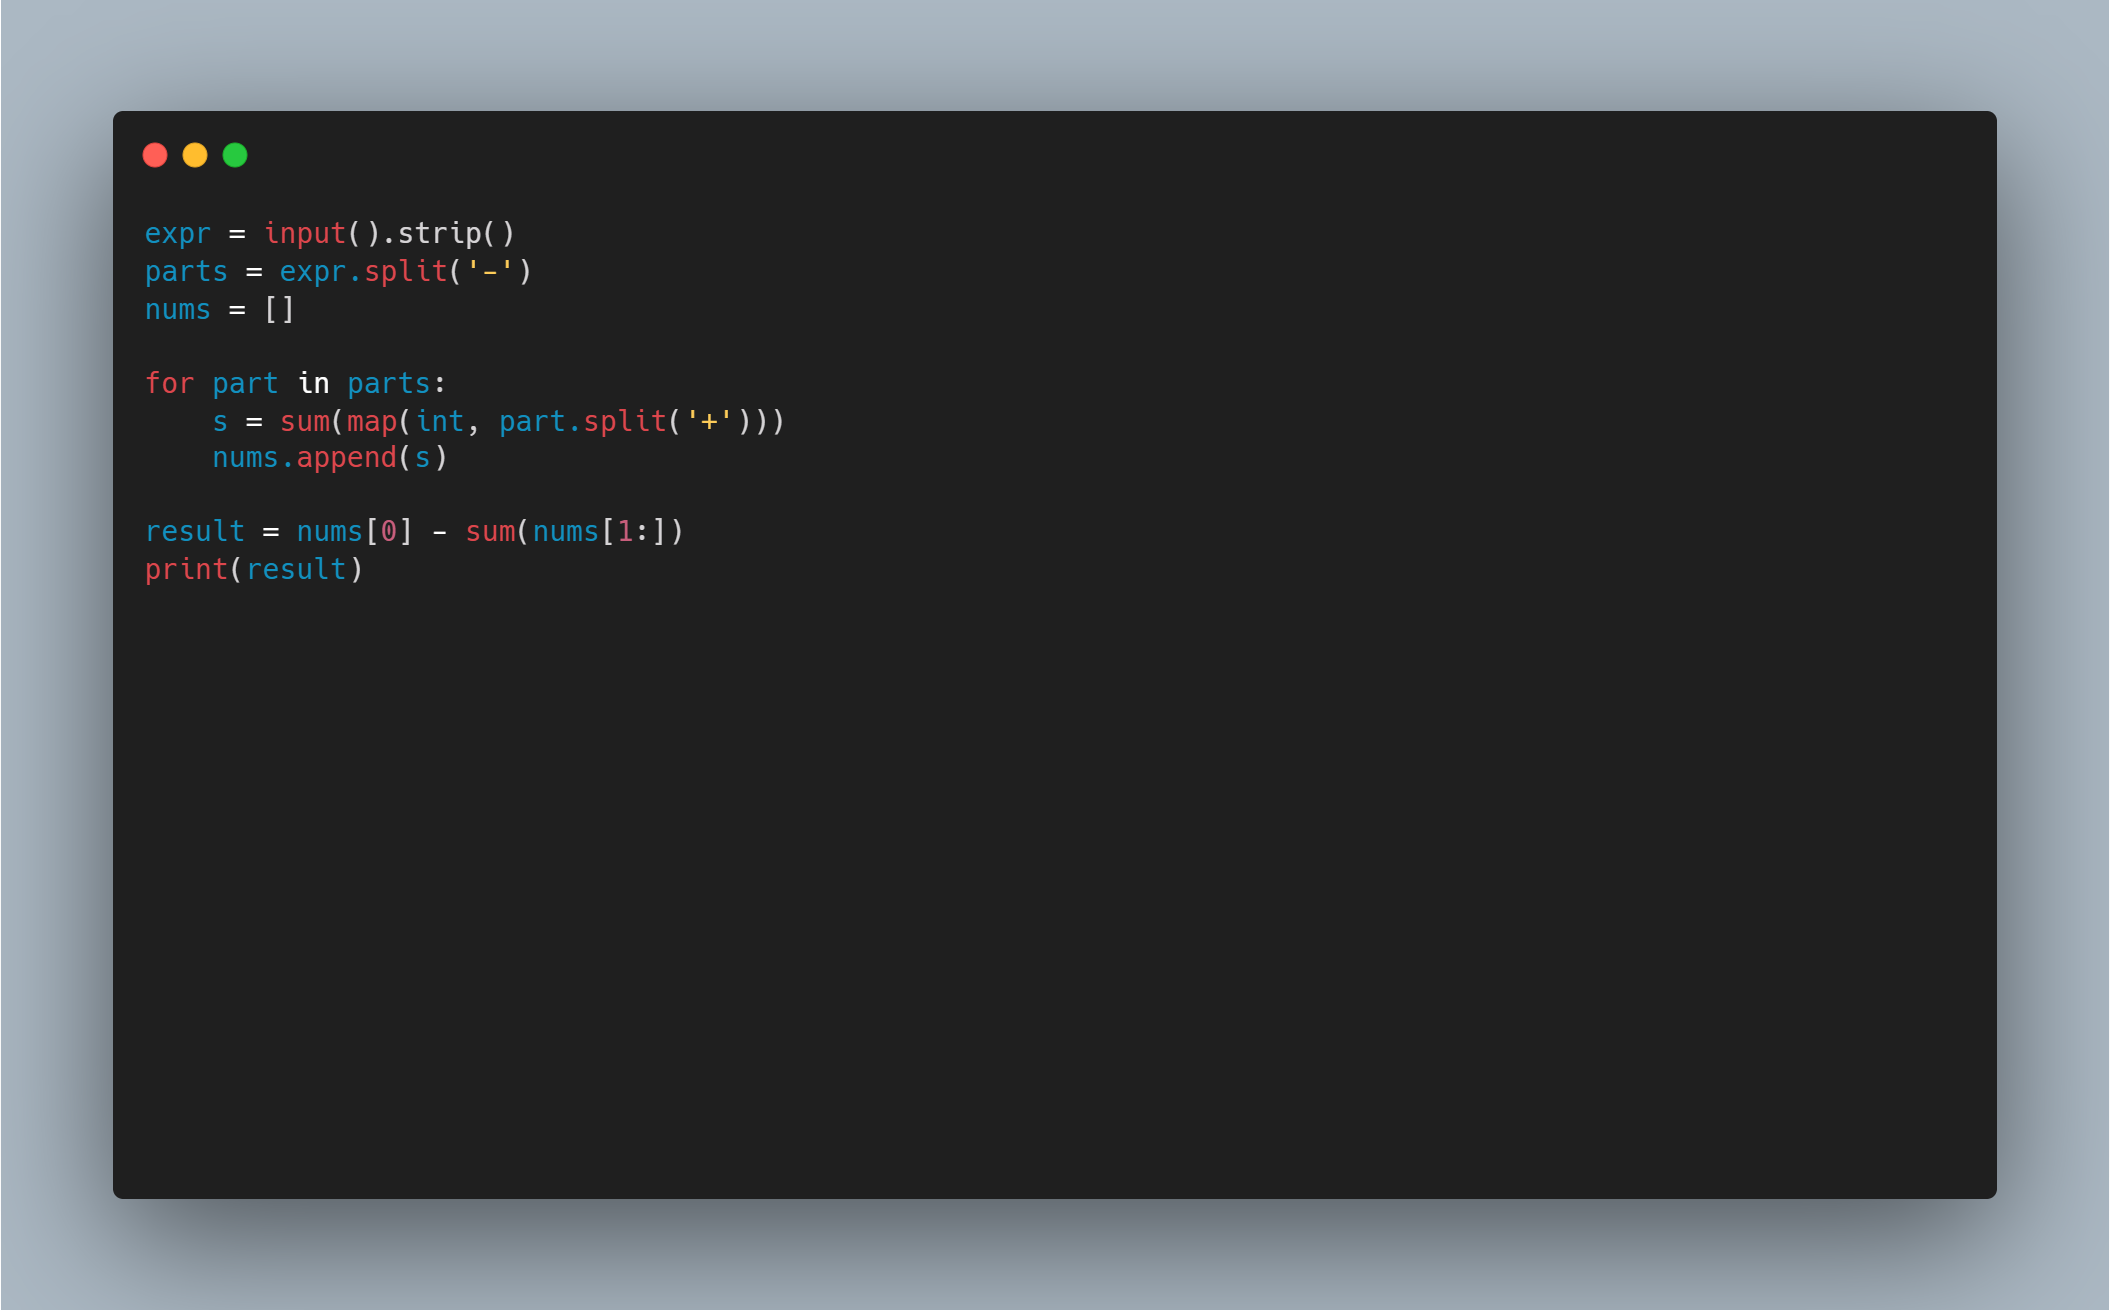 expr = input().strip()
parts = expr.split('-')
nums = []

for part in parts:
    s = sum(map(int, part.split('+')))
    nums.append(s)

result = nums[0] - sum(nums[1:])
print(result)